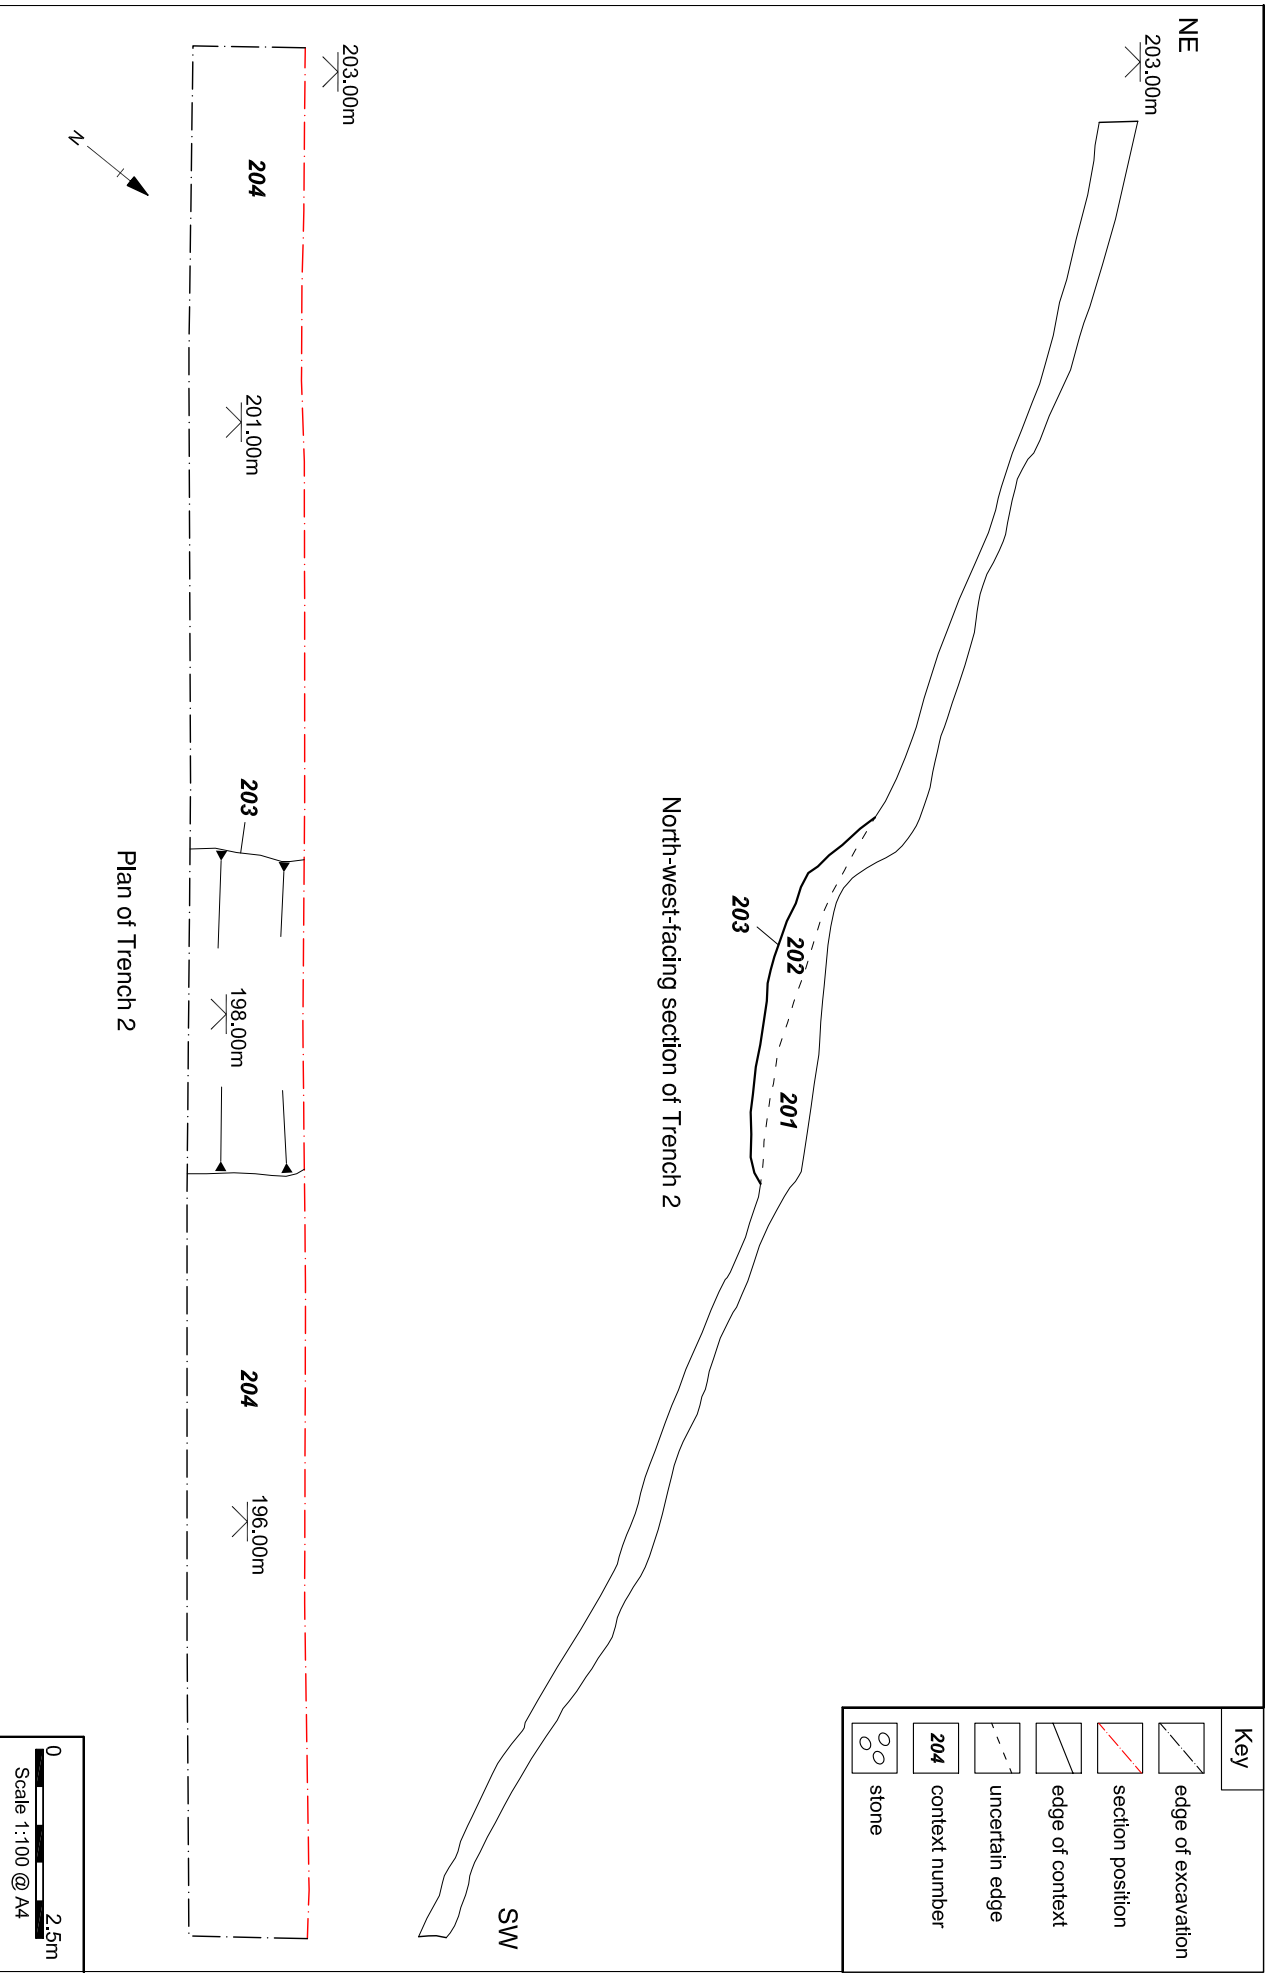 NE
203.00m
Key
edge of excavation
section position
edge of context
uncertain edge
204 context number
stone
202
201
203
North-west-facing section of Trench 2
SW
203.00m
204
201.00m
203
198.00m
204
196.00m
N
Plan of Trench 2
0 2.5m
Scale 1:100 @ A4